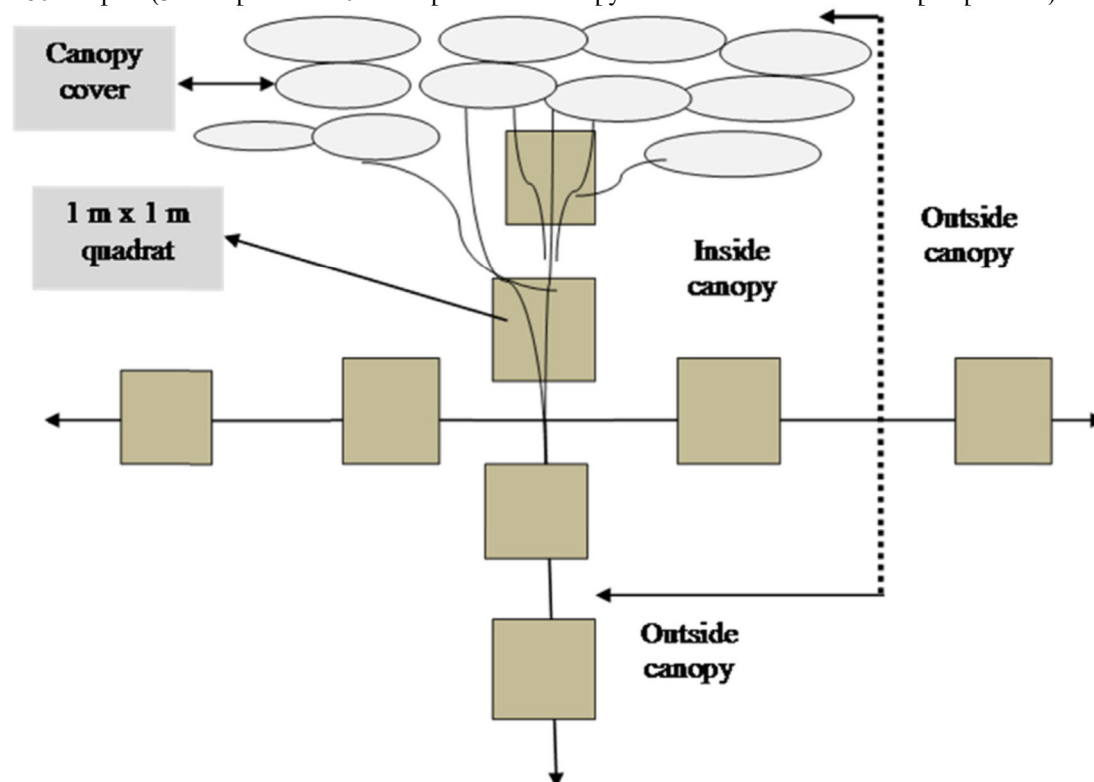 Canopy
cover
1 m x 1 m
quadrat
Inside
canopy
Outside
canopy
Outside
canopy